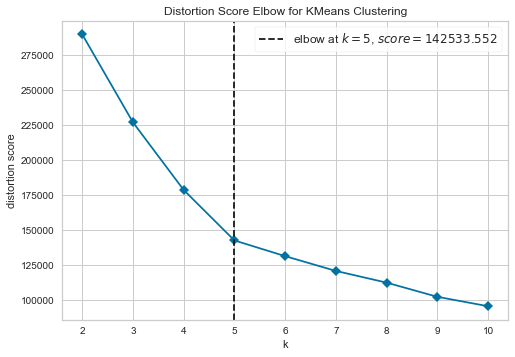 Distortion Score Elbow for KMeans Clustering
elbow at k = 5, score = 142533.552
275000
250000
225000
200000
175000
150000
125000
100000
distortion score
2 3 4 5 6 7 8 9 10
k